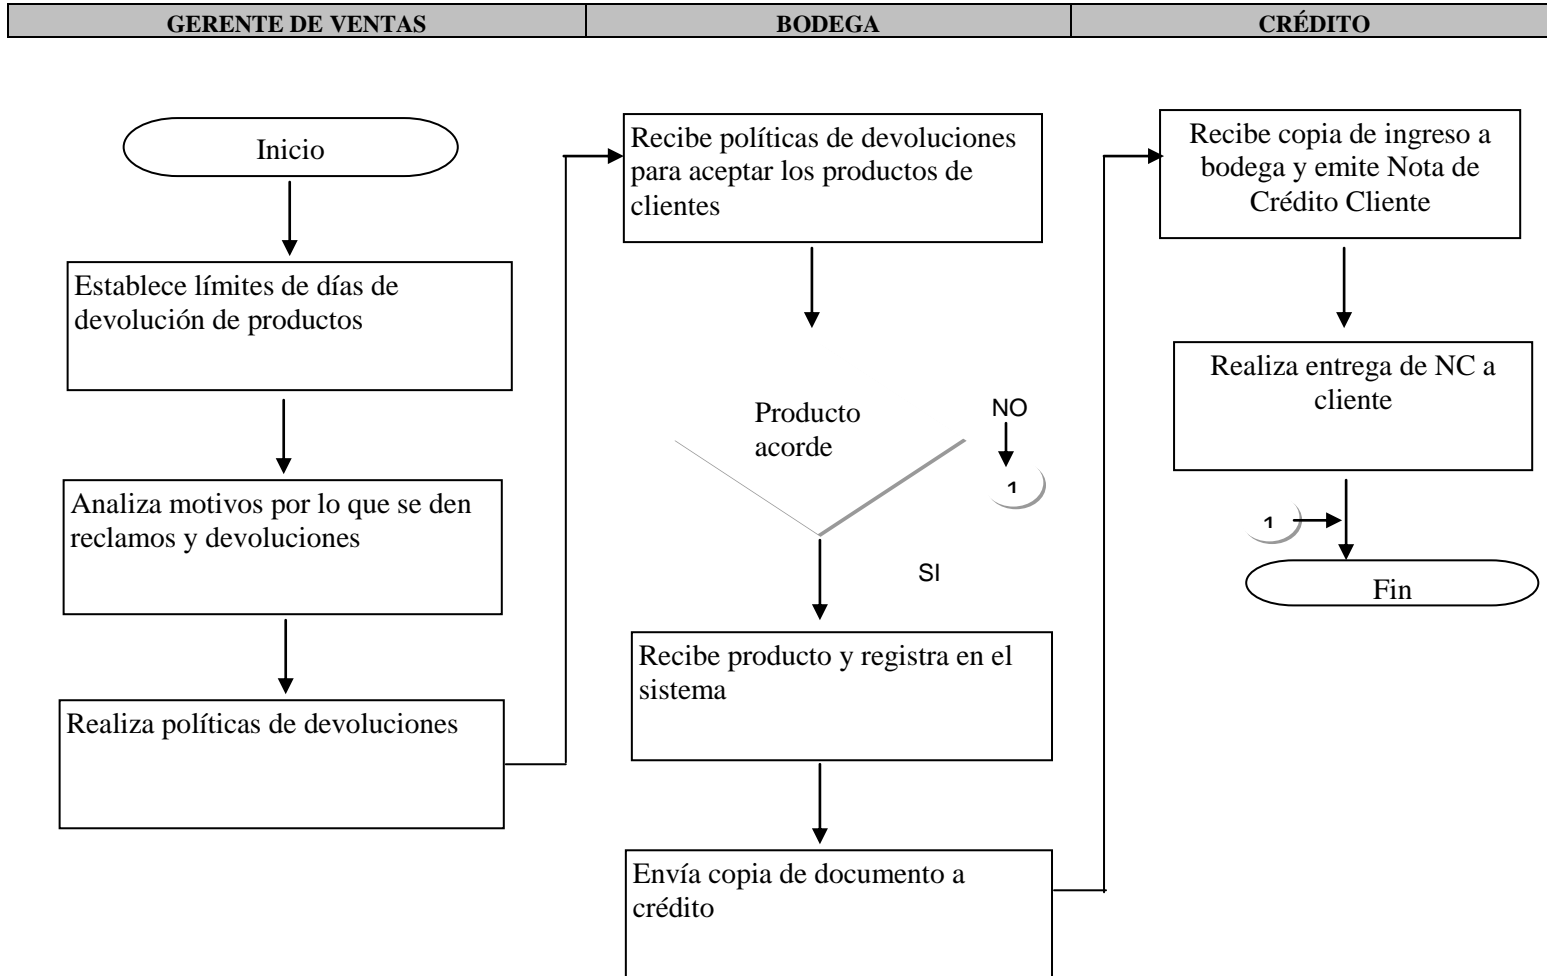 GERENTE DE VENTAS
BODEGA
CRÉDITO
Inicio
Establece límites de días de
devolución de productos
Analiza motivos por lo que se den
reclamos y devoluciones
Realiza políticas de devoluciones
Recibe políticas de devoluciones
para aceptar los productos de
clientes
Producto
acorde
NO
1
SI
Recibe producto y registra en el
sistema
Envía copia de documento a
crédito
Recibe copia de ingreso a
bodega y emite Nota de
Crédito Cliente
Realiza entrega de NC a
cliente
1
Fin